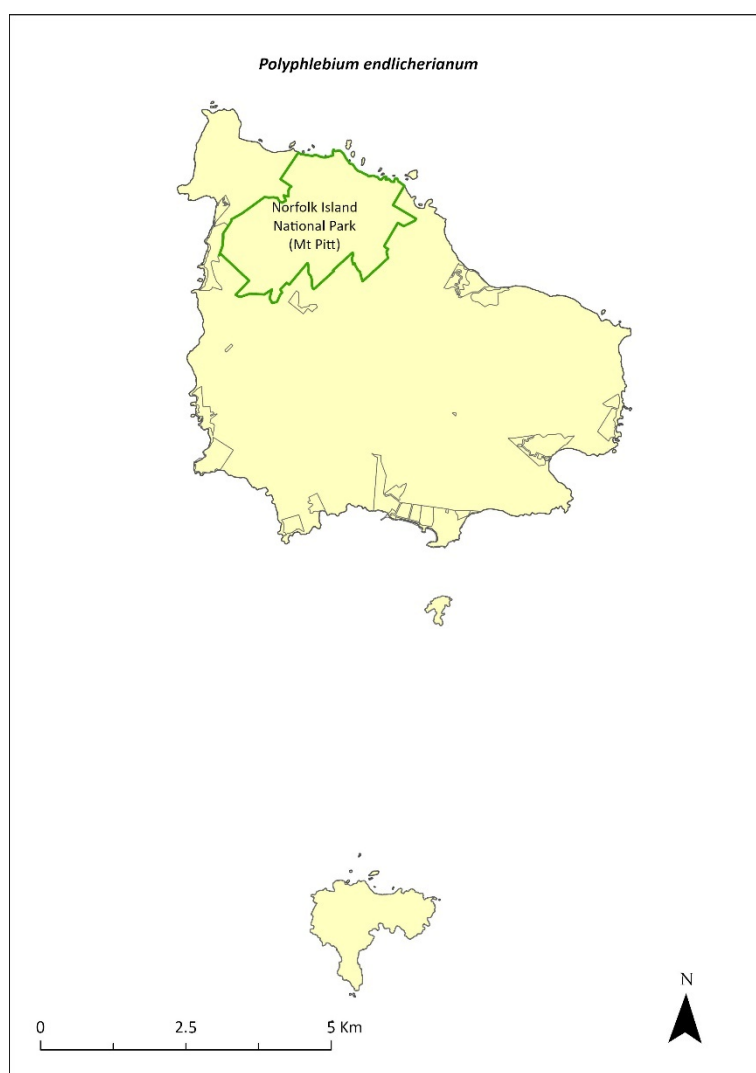 Polyphlebium endlicherianum
Norfolk Island
National Park
(Mt Pitt)
N
0 2.5 5 Km